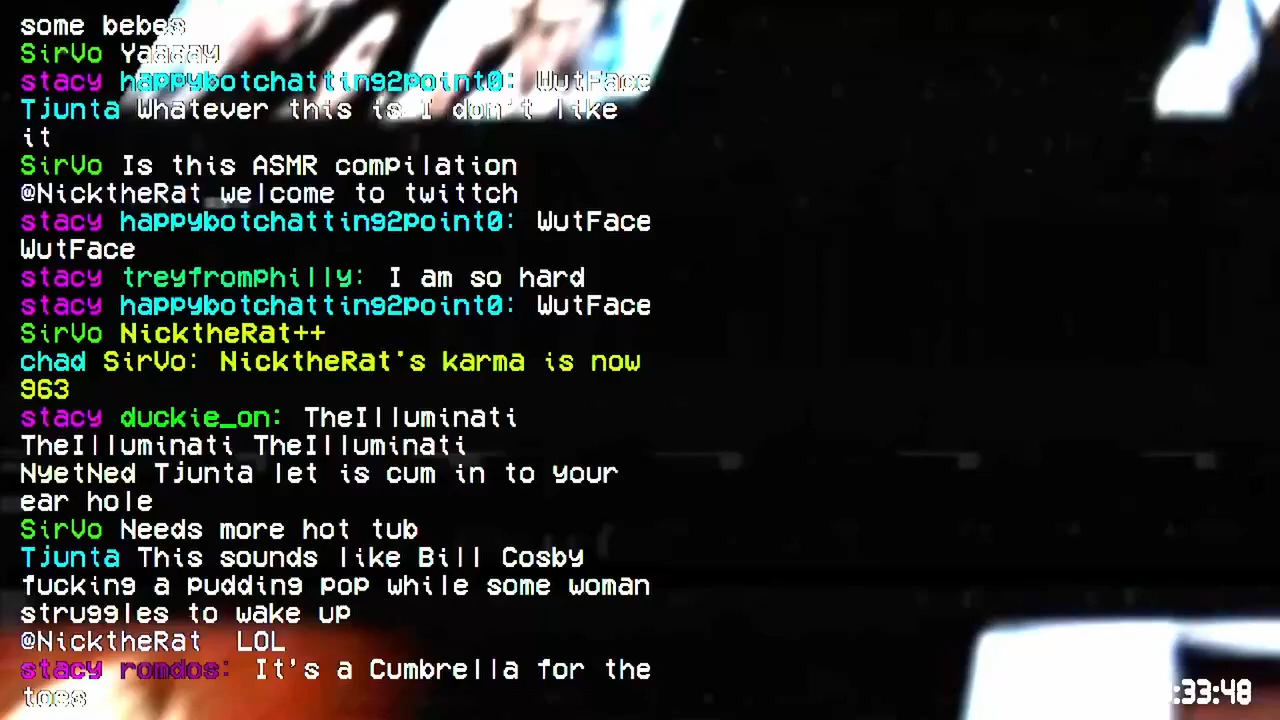 some bebes
SirVo Yaaaay
stacy happybotchattin92point0: WutFace
Tjunta Whatever this is I don't like
it
SirVo Is this ASMR compilation
@NicktheRat welcome to twittch
stacy happybotchattin92point0: WutFace
WutFace
stacy treyfromphilly: I am so hard
stacy happybotchattin92point0: WutFace
SirVo NicktheRat++
chad SirVo: NicktheRat's karma is now
963
stacy duckie_on: TheIlluminati
TheIlluminati TheIlluminati
NyetNed Tjunta let is cum in to your
ear hole
SirVo Needs more hot tub
Tjunta This sounds like Bill Cosby
fucking a pudding pop while some woman
struggles to wake up
@NicktheRat LOL
stacy romdos: It's a Cumbrella for the
toes
:33:48